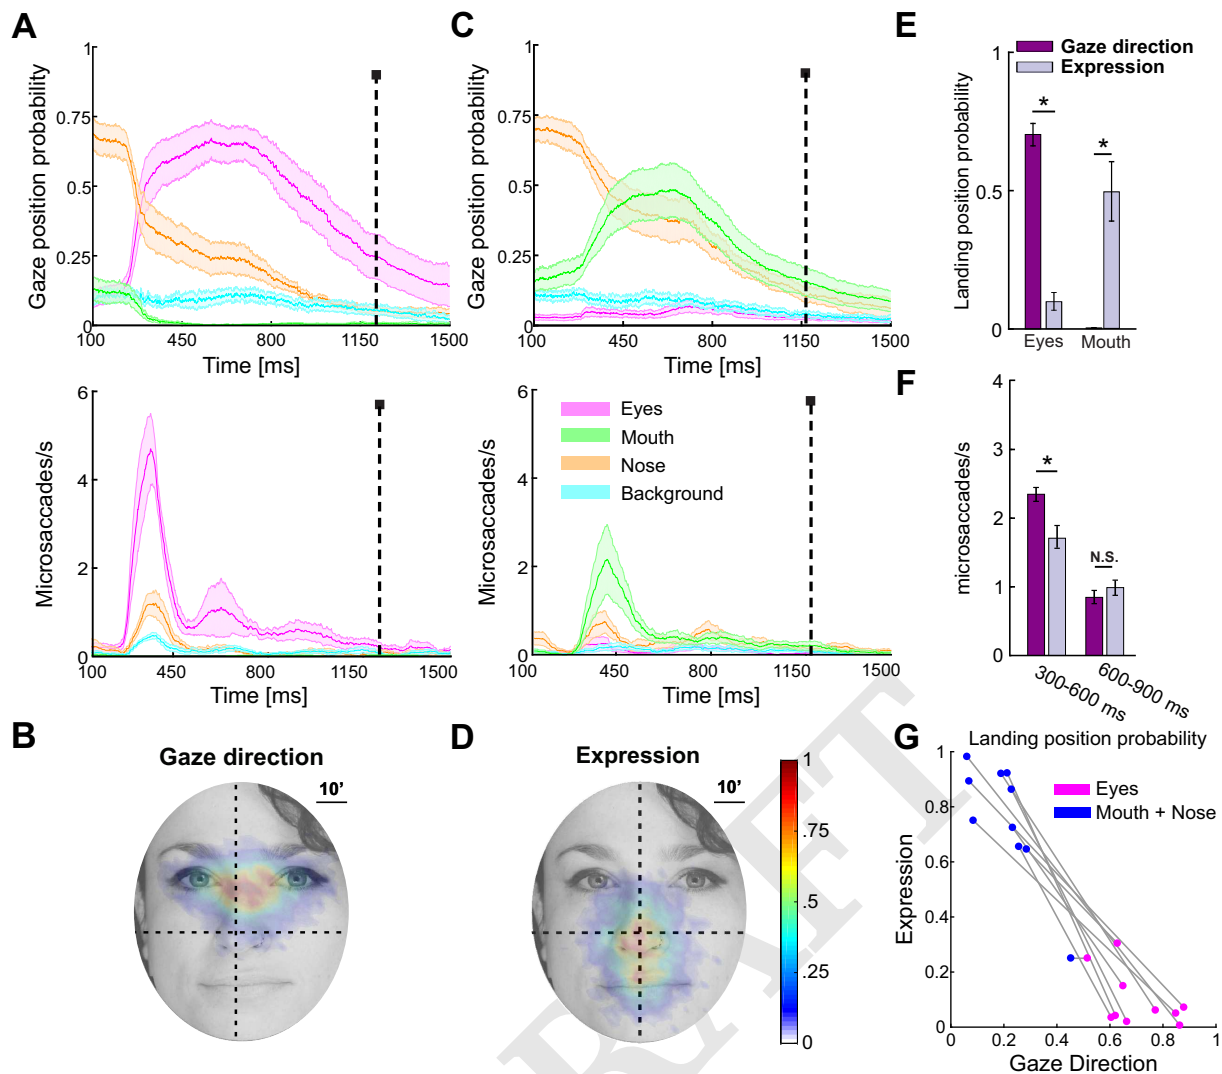 A
Gaze position probability
1
0.75
0.5
0.25
0
100
450
800
1150
1500
Time [ms]
Microsaccades/s
6
4
2
0
100
450
800
1150
1500
Time [ms]
C
Gaze position probability
1
0.75
0.5
0.25
0
100
450
800
1150
1500
Time [ms]
Microsaccades/s
6
4
2
0
Eyes
Mouth
Nose
Background
100
450
800
1150
1500
Time [ms]
E
Gaze direction
Expression
Landing position probability
1
0.5
0
*
*
Eyes
Mouth
F
microsaccades/s
4
3
2
1
0
*
N.S.
300-600 ms
600-900 ms
B
Gaze direction
10'
D
Expression
10'
1
.75
.5
.25
0
G
Landing position probability
Eyes
Mouth + Nose
Expression
1
0.8
0.6
0.4
0.2
0
0
0.2
0.4
0.6
0.8
1
Gaze Direction
RAFT